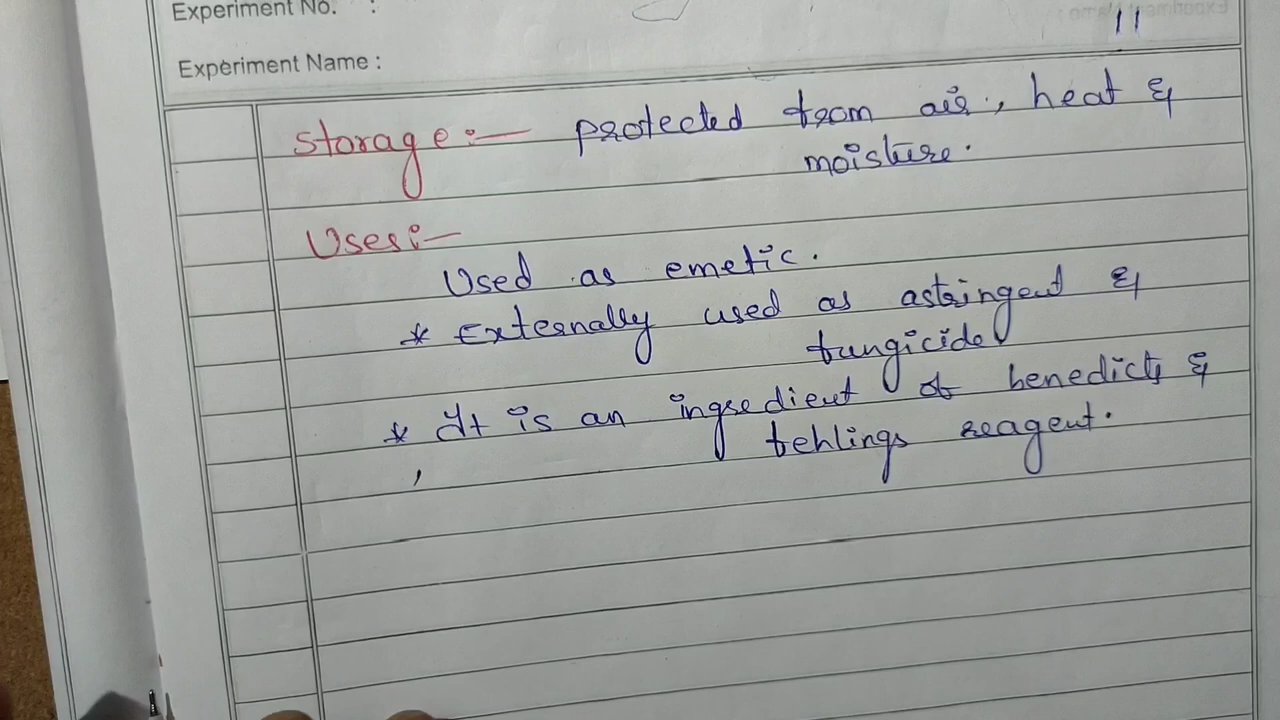 Experiment No. :
11
Experiment Name :
Storage :- Protected from air, heat &
moisture.
Uses :-
Used as emetic.
* Externally used as astringent &
fungicide
* It is an ingredient of benedicts &
fehlings reagent.